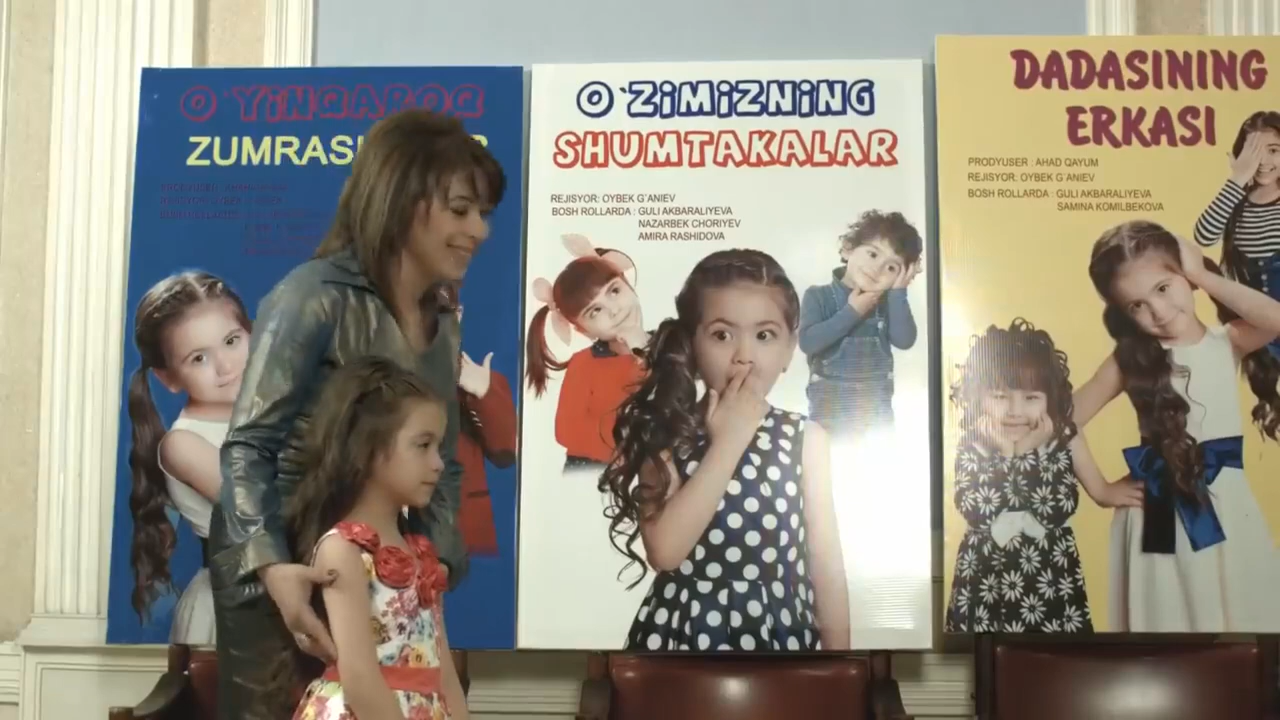 O`YINQAROQ
O`ZIMIZNING
SHUMTAKALAR
REJISYOR: OYBEK G`ANIEV
BOSH ROLLARDA : GULI AKBARALIYEVA
NAZARBEK CHORIYEV
AMIRA RASHIDOVA
DADASINING
ERKASI
PRODYUSER : AHAD QAYUM
REJISYOR: OYBEK G`ANIEV
BOSH ROLLARDA : GULI AKBARALIYEVA
SAMINA KOMILBEKOVA